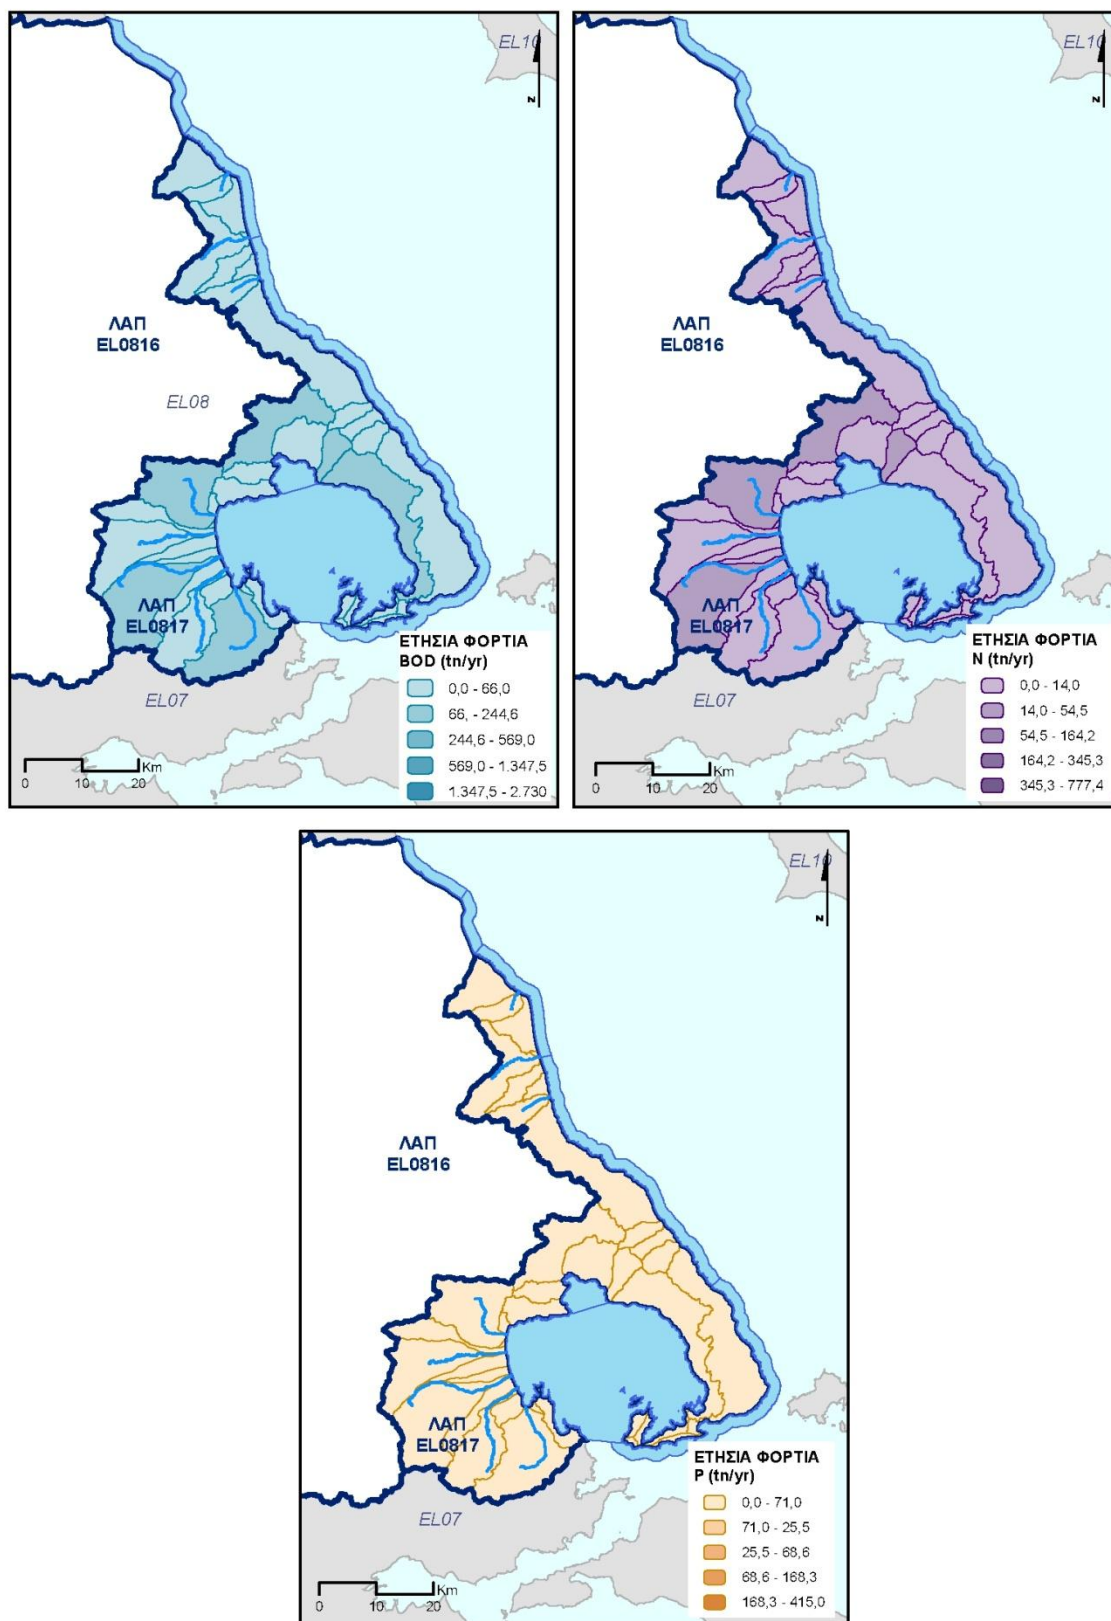 EL10
N
ΛΑΠ
EL0816
EL08
ΛΑΠ
EL0817
EL07
ΕΤΗΣΙΑ ΦΟΡΤΙΑ
BOD (tn/yr)
0,0 - 66,0
66,- 244,6
244,6 - 569,0
569,0 - 1.347,5
1.347,5 - 2.730
Km
0 10 20
EL10
N
ΛΑΠ
EL0816
ΛΑΠ
EL0817
EL07
ΕΤΗΣΙΑ ΦΟΡΤΙΑ
N (tn/yr)
0,0 - 14,0
14,0 - 54,5
54,5 - 164,2
164,2 - 345,3
345,3 - 777,4
Km
0 10 20
EL10
N
ΛΑΠ
EL0816
ΛΑΠ
EL0817
EL07
ΕΤΗΣΙΑ ΦΟΡΤΙΑ
P (tn/yr)
0,0 - 71,0
71,0 - 25,5
25,5 - 68,6
68,6 - 168,3
168,3 - 415,0
Km
0 10 20